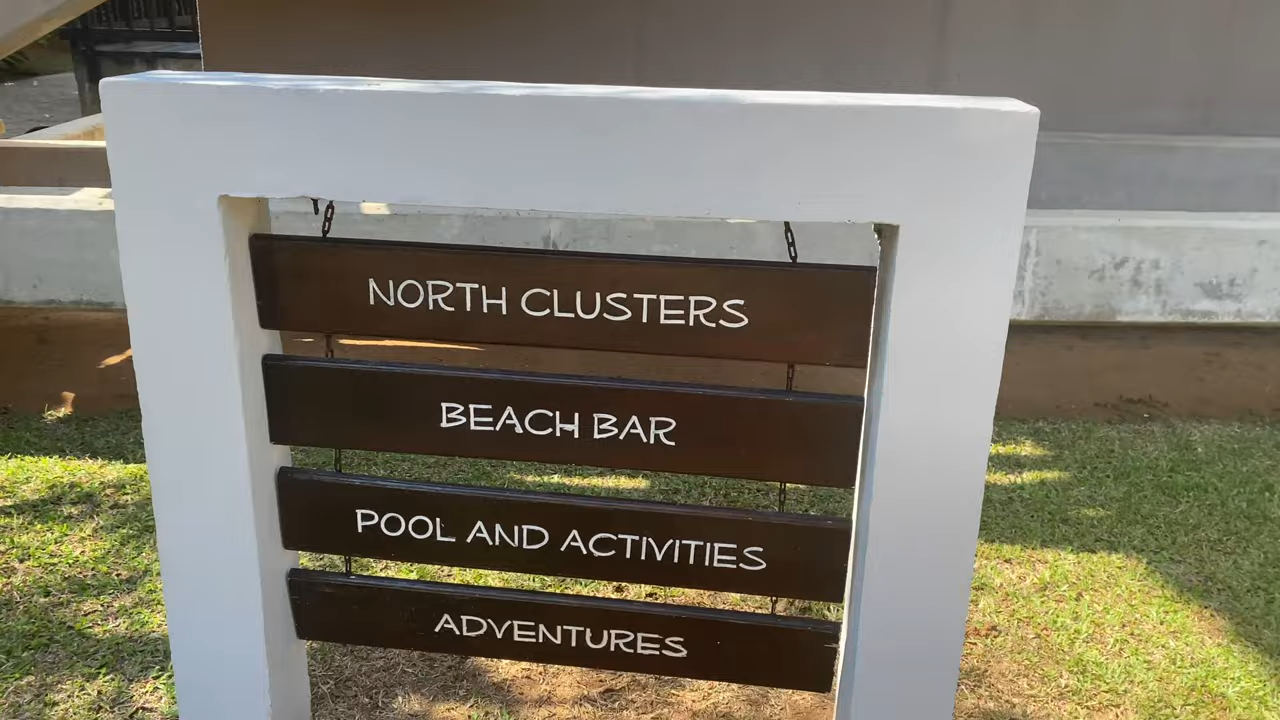 NORTH CLUSTERS
BEACH BAR
POOL AND ACTIVITIES
ADVENTURES